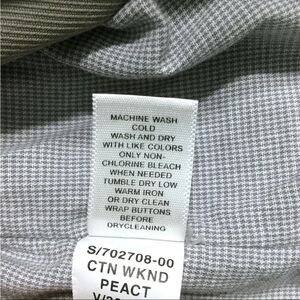 MACHINE WASH
COLD
WASH AND DRY
WITH LIKE COLORS
ONLY NON-
CHLORINE BLEACH
WHEN NEEDED
TUMBLE DRY LOW
WARM IRON
OR DRY CLEAN
WRAP BUTTONS
BEFORE
DRYCLEANING
S/702708-00
CTN WKND
PEACT